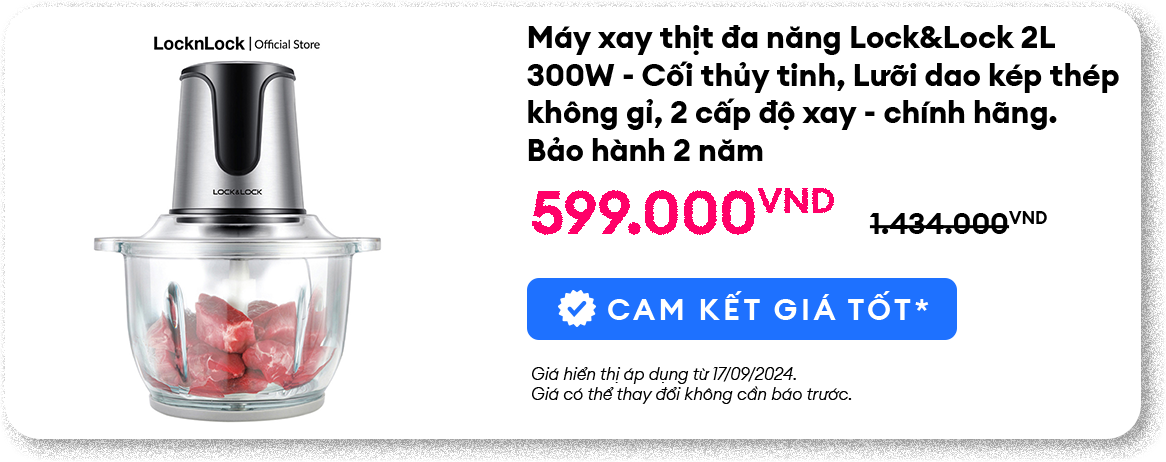 LocknLock | Official Store
LOCK&LOCK
Máy xay thịt đa năng Lock&Lock 2L
300W - Cối thủy tinh, Lưỡi dao kép thép
không gỉ, 2 cấp độ xay - chính hãng.
Bảo hành 2 năm
599.000VND 1.434.000VND
CAM KẾT GIÁ TỐT*
Giá hiển thị áp dụng từ 17/09/2024.
Giá có thể thay đổi không cần báo trước.